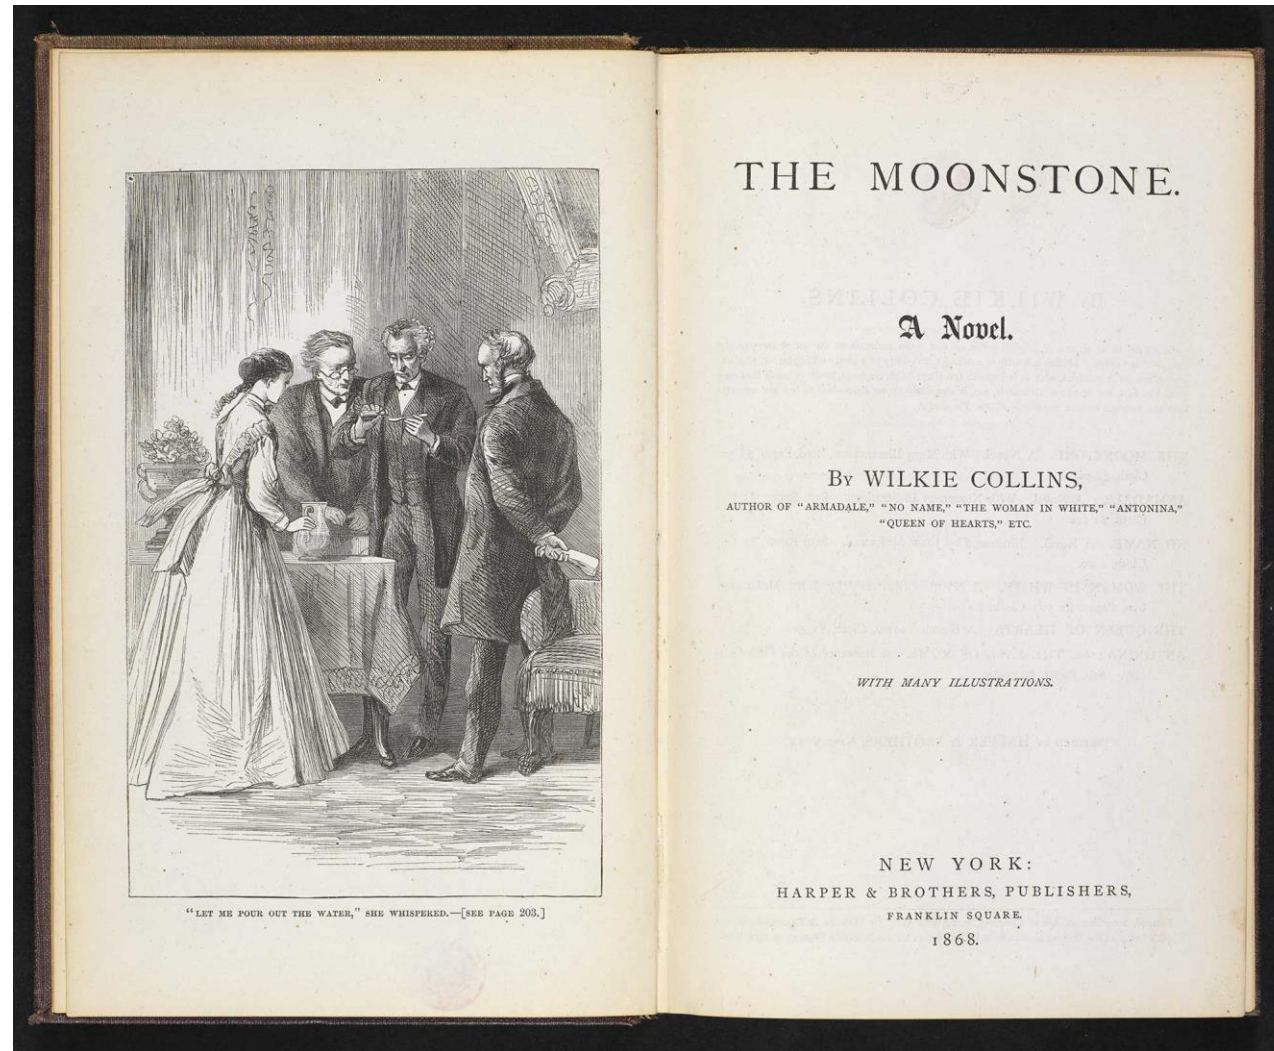 "LET ME POUR OUT THE WATER," SHE WHISPERED.—[SEE PAGE 203.]
THE MOONSTONE.
A Novel.
BY WILKIE COLLINS,
AUTHOR OF "ARMADALE," "NO NAME," "THE WOMAN IN WHITE," "ANTONINA,"
"QUEEN OF HEARTS," ETC.
WITH MANY ILLUSTRATIONS.
NEW YORK:
HARPER & BROTHERS, PUBLISHERS,
FRANKLIN SQUARE.
1868.